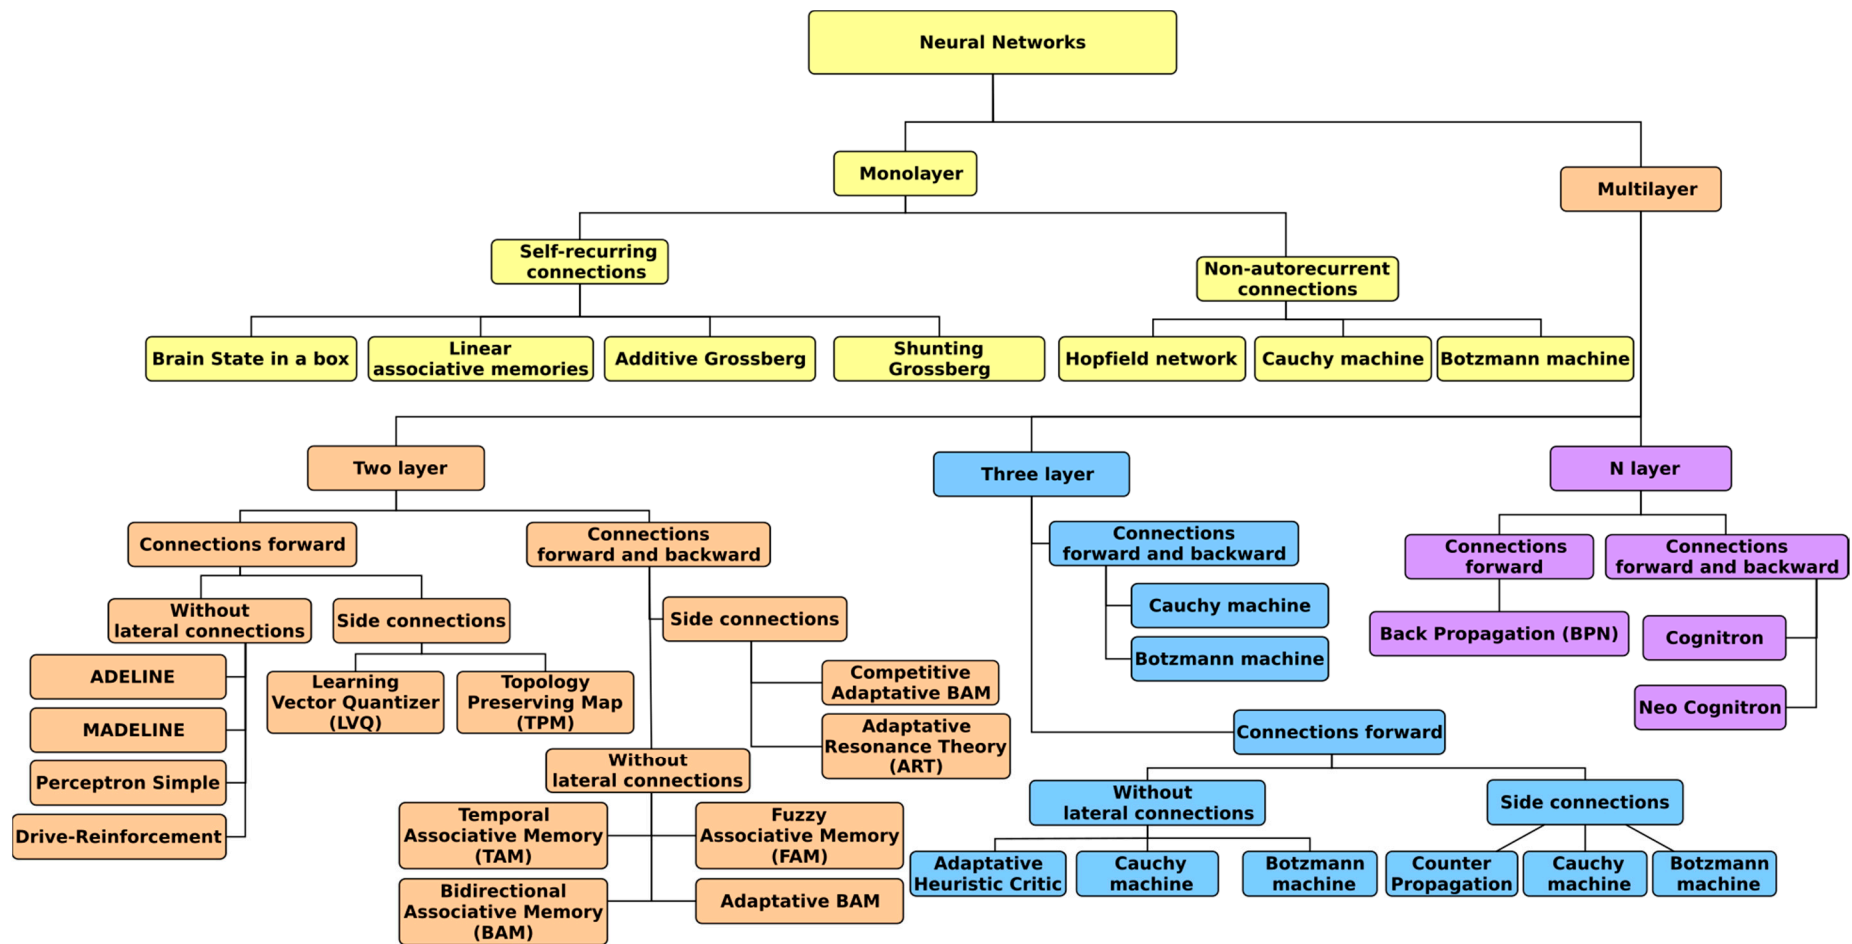 Neural Networks
Monolayer
Multilayer
Self-recurring
connections
Non-autorecurrent
connections
Brain State in a box
Linear
associative memories
Additive Grossberg
Shunting
Grossberg
Hopfield network
Cauchy machine
Botzmann machine
Two layer
Three layer
N layer
Connections forward
Connections
forward and backward
Connections
forward and backward
Connections
forward
Connections
forward and backward
Without
lateral connections
Side connections
Side connections
Cauchy machine
Botzmann machine
Back Propagation (BPN)
Cognitron
Neo Cognitron
ADELINE
MADELINE
Perceptron Simple
Drive-Reinforcement
Learning
Vector Quantizer
(LVQ)
Topology
Preserving Map
(TPM)
Competitive
Adaptative BAM
Adaptative
Resonance Theory
(ART)
Without
lateral connections
Temporal
Associative Memory
(TAM)
Fuzzy
Associative Memory
(FAM)
Bidirectional
Associative Memory
(BAM)
Adaptative BAM
Connections forward
Without
lateral connections
Side connections
Adaptative
Heuristic Critic
Cauchy
machine
Botzmann
machine
Counter
Propagation
Cauchy
machine
Botzmann
machine